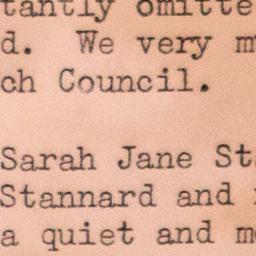 tantly omitte
d. We very m
ch Council.
Sarah Jane St
Stannard and
a quiet and m